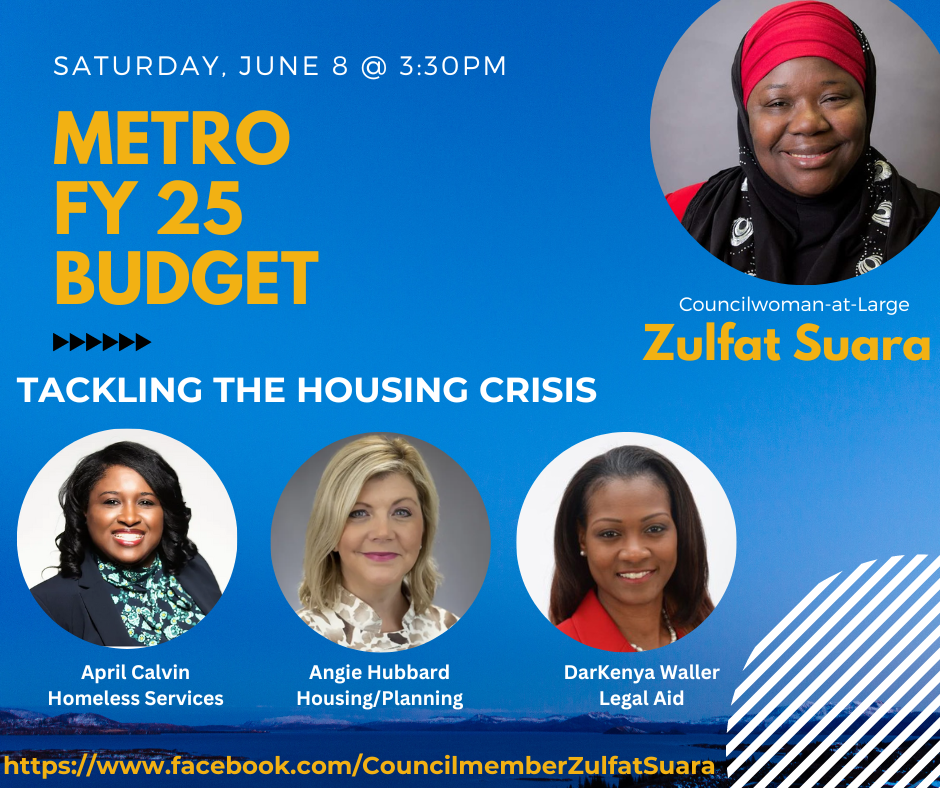 SATURDAY, JUNE 8 @ 3:30PM
METRO
FY 25
BUDGET
Councilwoman-at-Large
Zulfat Suara
TACKLING THE HOUSING CRISIS
April Calvin
Homeless Services
Angie Hubbard
Housing/Planning
DarKenya Waller
Legal Aid
https://www.facebook.com/CouncilmemberZulfatSuara